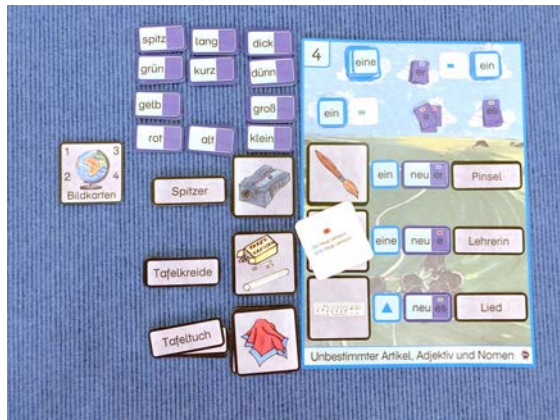 spitz
lang
dick
grün
kurz
dünn
gelb
groß
rot
alt
klein
1 3
2 4
Bildkarten
Spitzer
Tafelkreide
Tafeltuch
4
eine
er
ein
ein
e
es
ein neu er Pinsel
eine neu e Lehrerin
neu es Lied
Unbestimmter Artikel, Adjektiv und Nomen